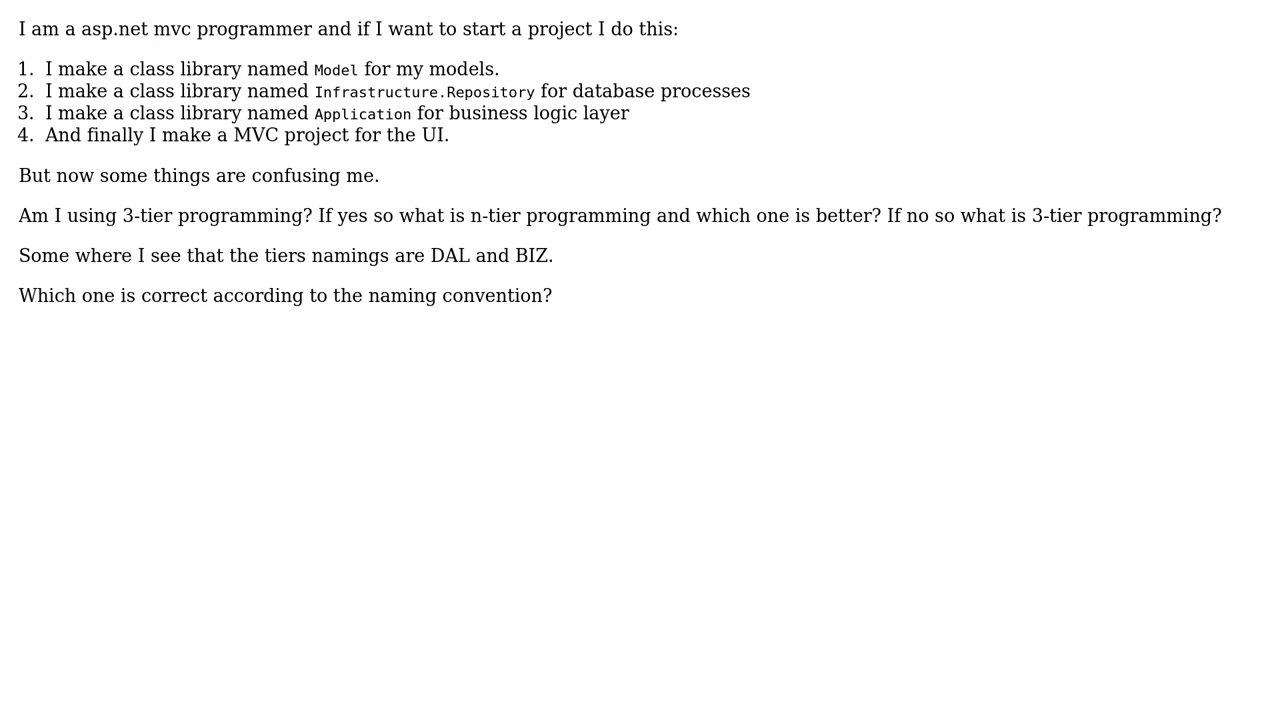 I am a asp.net mvc programmer and if I want to start a project I do this:
1. I make a class library named Model for my models.
2. I make a class library named Infrastructure.Repository for database processes
3. I make a class library named Application for business logic layer
4. And finally I make a MVC project for the UI.
But now some things are confusing me.
Am I using 3-tier programming? If yes so what is n-tier programming and which one is better? If no so what is 3-tier programming?
Some where I see that the tiers namings are DAL and BIZ.
Which one is correct according to the naming convention?